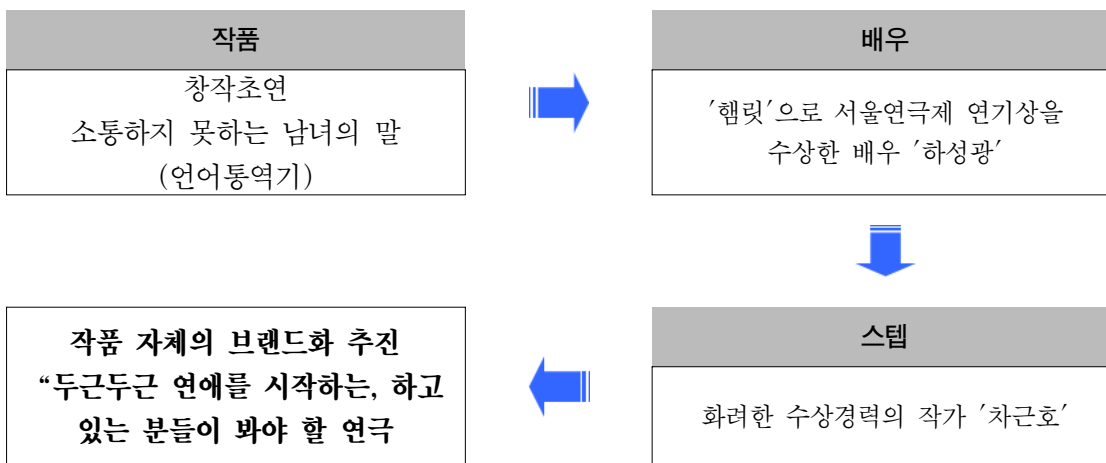 작품
창작초연
소통하지 못하는 남녀의 말
(언어통역기)
배우
'햄릿'으로 서울연극제 연기상을
수상한 배우 '하성광'
스텝
화려한 수상경력의 작가 '차근호'
작품 자체의 브랜드화 추진
“두근두근 연애를 시작하는, 하고
있는 분들이 봐야 할 연극